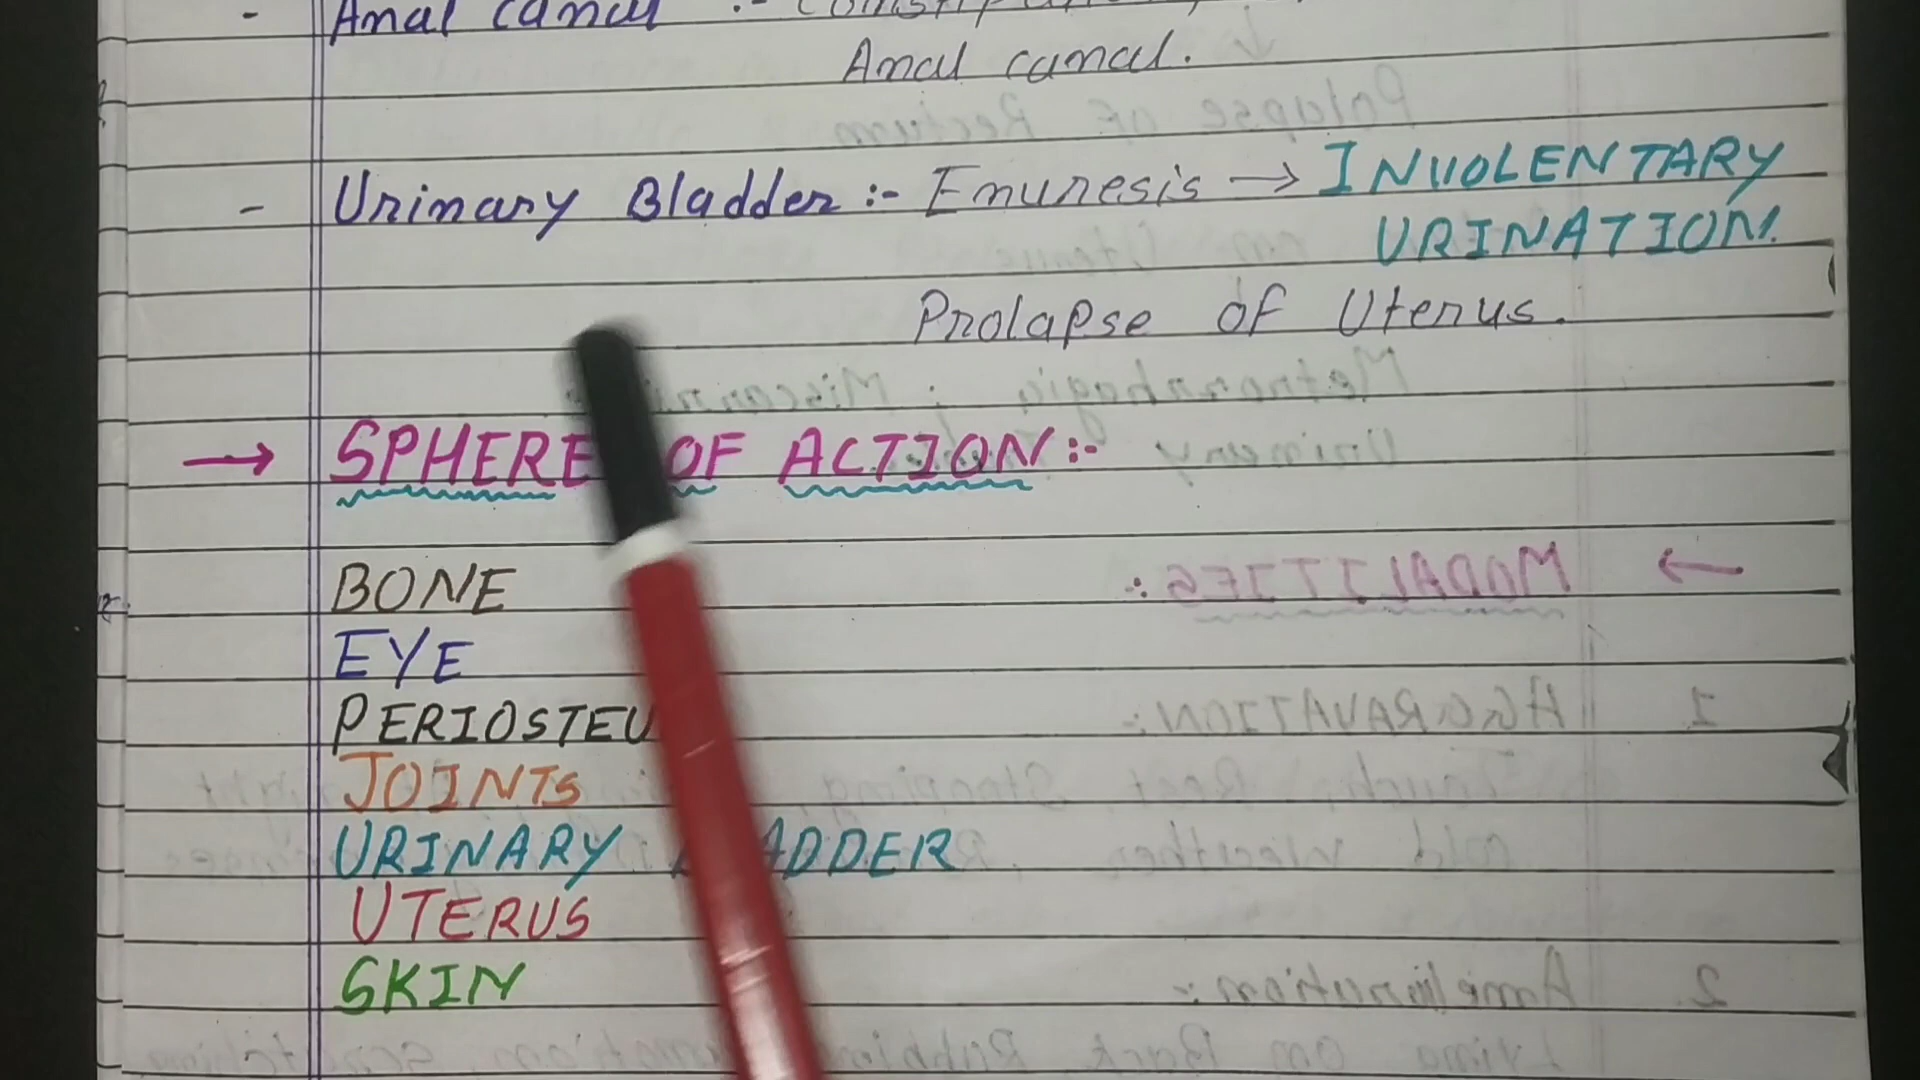 - Anal canal :-
Anal canal.
- Urinary Bladder :- Enuresis → INVOLENTARY
URINATION.
Prolapse of Uterus.
→ SPHERE OF ACTION :-
BONE
EYE
PERIOSTEU
JOINTS
URINARY ADDER
UTERUS
SKIN